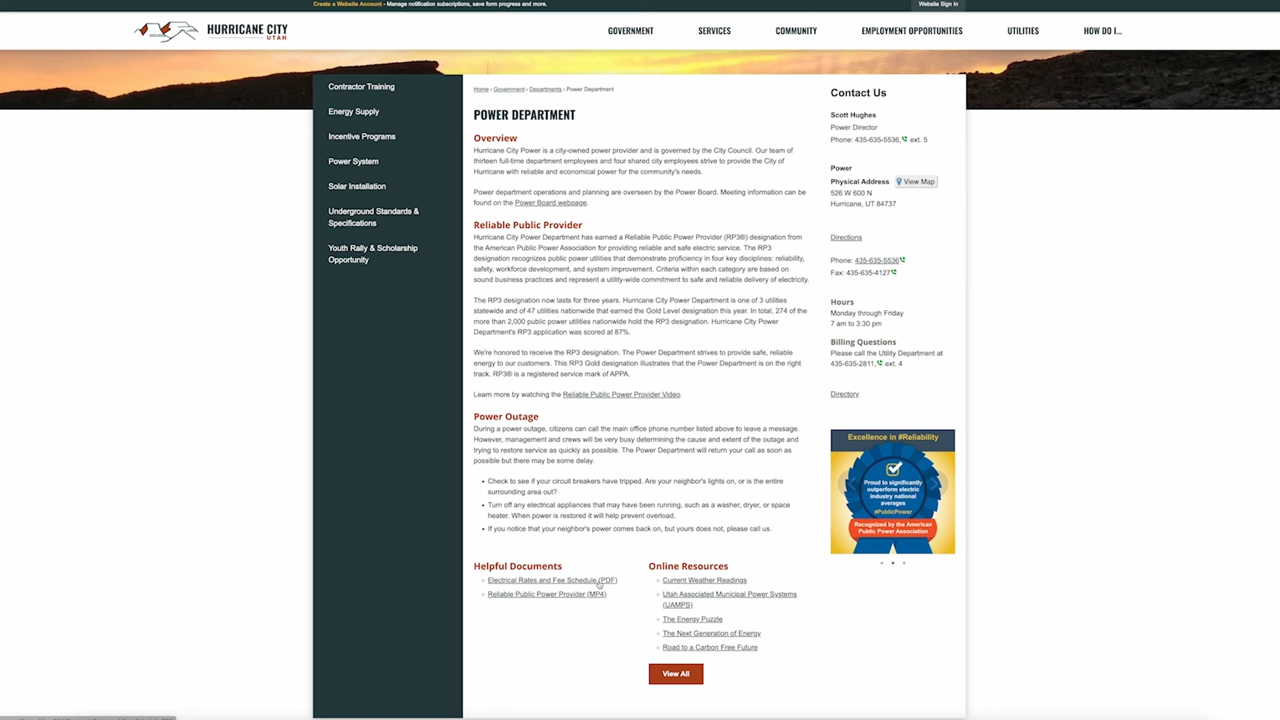 Create a Website Account - Manage notification subscriptions, save form progress and more.
Website Sign In
HURRICANE CITY
UTAH
GOVERNMENT
SERVICES
COMMUNITY
EMPLOYMENT OPPORTUNITIES
UTILITIES
HOW DO I...
Contractor Training
Energy Supply
Incentive Programs
Power System
Solar Installation
Underground Standards &
Specifications
Youth Rally & Scholarship
Opportunity
Home › Government › Departments › Power Department
POWER DEPARTMENT
Overview
Hurricane City Power is a city-owned power provider and is governed by the City Council. Our team of
thirteen full-time department employees and four shared city employees strive to provide the City of
Hurricane with reliable and economical power for the community's needs.
Power department operations and planning are overseen by the Power Board. Meeting information can be
found on the Power Board webpage.
Reliable Public Provider
Hurricane City Power Department has earned a Reliable Public Power Provider (RP3®) designation from
the American Public Power Association for providing reliable and safe electric service. The RP3
designation recognizes public power utilities that demonstrate proficiency in four key disciplines: reliability,
safety, workforce development, and system improvement. Criteria within each category are based on
sound business practices and represent a utility-wide commitment to safe and reliable delivery of electricity.
The RP3 designation now lasts for three years. Hurricane City Power Department is one of 3 utilities
statewide and of 47 utilities nationwide that earned the Gold Level designation this year. In total, 274 of the
more than 2,000 public power utilities nationwide hold the RP3 designation. Hurricane City Power
Department's RP3 application was scored at 87%.
We're honored to receive the RP3 designation. The Power Department strives to provide safe, reliable
energy to our customers. This RP3 Gold designation illustrates that the Power Department is on the right
track. RP3® is a registered service mark of APPA.
Learn more by watching the Reliable Public Power Provider Video.
Power Outage
During a power outage, citizens can call the main office phone number listed above to leave a message.
However, management and crews will be very busy determining the cause and extent of the outage and
trying to restore service as quickly as possible. The Power Department will return your call as soon as
possible but there may be some delay.
• Check to see if your circuit breakers have tripped. Are your neighbor's lights on, or is the entire
surrounding area out?
• Turn off any electrical appliances that may have been running, such as a washer, dryer, or space
heater. When power is restored it will help prevent overload.
• If you notice that your neighbor's power comes back on, but yours does not, please call us.
Helpful Documents
Electrical Rates and Fee Schedule (PDF)
Reliable Public Power Provider (MP4)
Online Resources
Current Weather Readings
Utah Associated Municipal Power Systems
(UAMPS)
The Energy Puzzle
The Next Generation of Energy
Road to a Carbon Free Future
View All
Contact Us
Scott Hughes
Power Director
Phone: 435-635-5536, ext. 5
Power
Physical Address View Map
526 W 600 N
Hurricane, UT 84737
Directions
Phone: 435-635-5536
Fax: 435-635-4127
Hours
Monday through Friday
7 am to 3:30 pm
Billing Questions
Please call the Utility Department at
435-635-2811, ext. 4
Directory
Excellence in #Reliability
Proud to significantly
outperform electric
industry national
averages
#PublicPower
Recognized by the American
Public Power Association